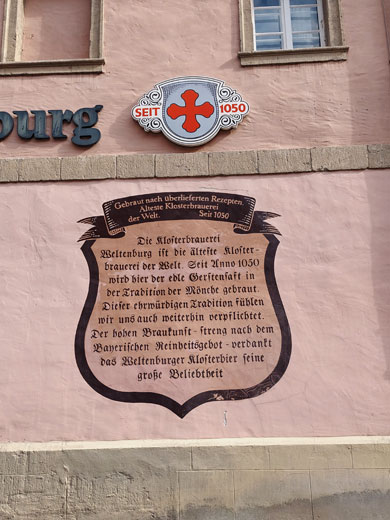 burg
SEIT 1050
Gebraut nach überlieferten Rezepten.
Älteste Klosterbrauerei
der Welt. Seit 1050
Die Klosterbrauerei
Weltenburg ist die älteste Kloster-
brauerei der Welt. Seit Anno 1050
wird hier der edle Gerstensaft in
der Tradition der Mönche gebraut.
Dieser ehrwürdigen Tradition fühlen
wir uns auch weiterhin verpflichtet.
Der hohen Braukunst - streng nach dem
Bayerischen Reinheitsgebot - verdankt
das Weltenburger Klosterbier seine
große Beliebtheit